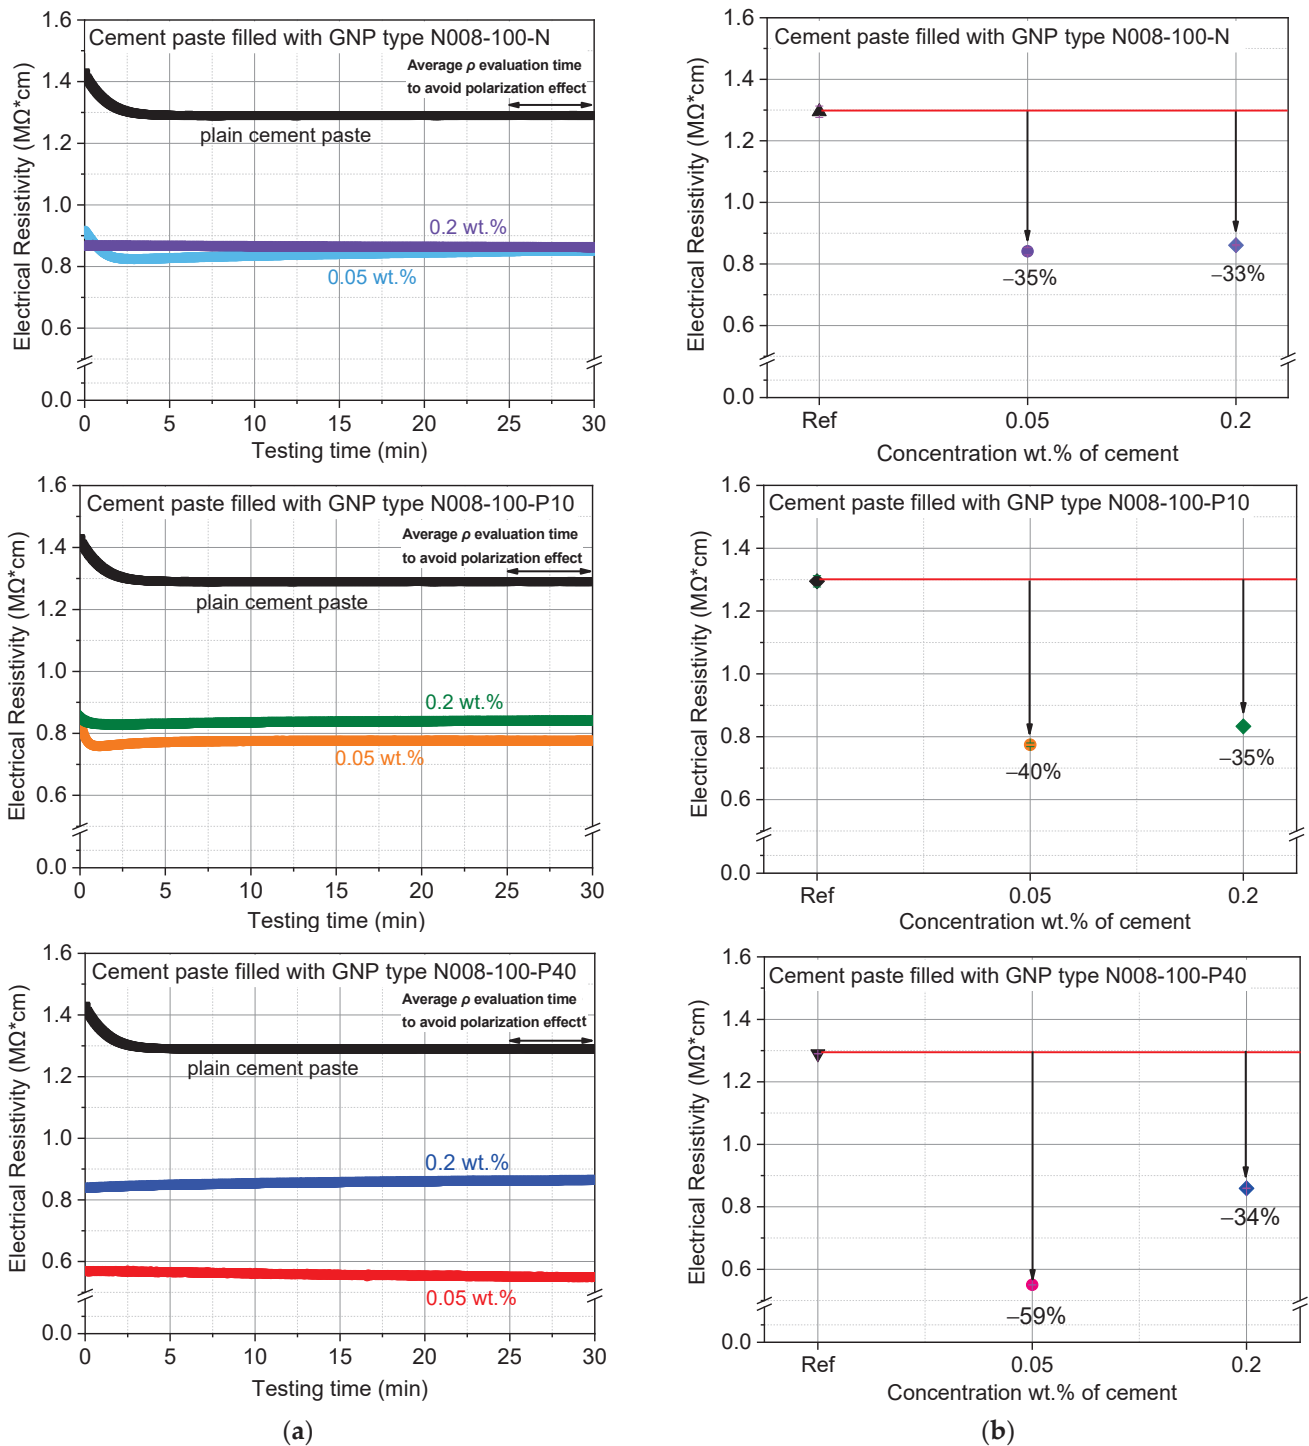 Cement paste filled with GNP type N008-100-N
Average ρ evaluation time
to avoid polarization effect
plain cement paste
0.2 wt.%
0.05 wt.%
Electrical Resistivity (MΩ*cm)
1.6
1.4
1.2
1.0
0.8
0.6
0.0
0 5 10 15 20 25 30
Testing time (min)
Cement paste filled with GNP type N008-100-N
Electrical Resistivity (MΩ*cm)
1.6
1.4
1.2
1.0
0.8
0.6
0.0
−35%
−33%
Ref 0.05 0.2
Concentration wt.% of cement
Cement paste filled with GNP type N008-100-P10
Average ρ evaluation time
to avoid polarization effect
plain cement paste
0.2 wt.%
0.05 wt.%
Electrical Resistivity (MΩ*cm)
1.6
1.4
1.2
1.0
0.8
0.6
0.0
0 5 10 15 20 25 30
Testing time (min)
Cement paste filled with GNP type N008-100-P10
Electrical Resistivity (MΩ*cm)
1.6
1.4
1.2
1.0
0.8
0.6
0.0
−40%
−35%
Ref 0.05 0.2
Concentration wt.% of cement
Cement paste filled with GNP type N008-100-P40
Average ρ evaluation time
to avoid polarization effectt
plain cement paste
0.2 wt.%
0.05 wt.%
Electrical Resistivity (MΩ*cm)
1.6
1.4
1.2
1.0
0.8
0.6
0.0
0 5 10 15 20 25 30
Testing time (min)
Cement paste filled with GNP type N008-100-P40
Electrical Resistivity (MΩ*cm)
1.6
1.4
1.2
1.0
0.8
0.6
0.0
−59%
−34%
Ref 0.05 0.2
Concentration wt.% of cement
(a)
(b)